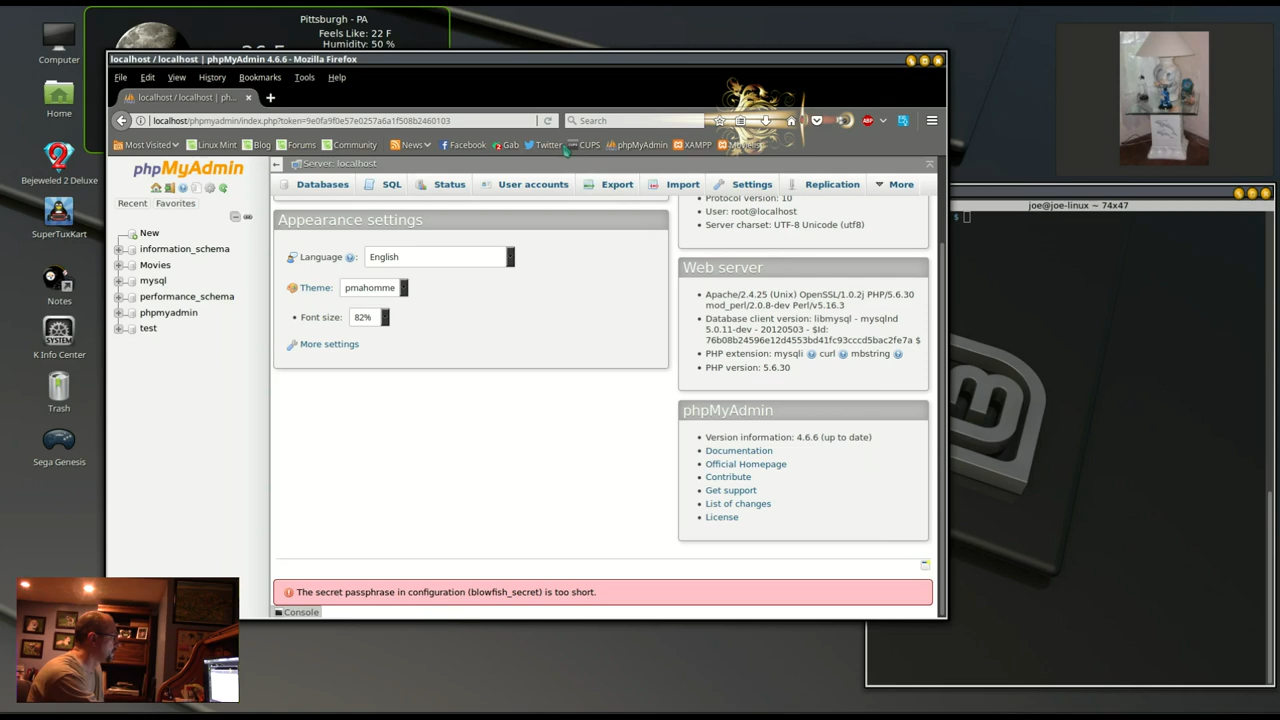 Pittsburgh - PA
Feels Like: 22 F
Humidity: 50 %
Computer
Home
Bejeweled 2 Deluxe
SuperTuxKart
Notes
K Info Center
Trash
Sega Genesis
localhost / localhost | phpMyAdmin 4.6.6 - Mozilla Firefox
File Edit View History Bookmarks Tools Help
localhost / localhost | ph...
localhost/phpmyadmin/index.php?token=9e0fa9f0e57e0257a6a1f508b2460103
Search
ABP
Most Visited Linux Mint Blog Forums Community News Facebook Gab Twitter CUPS phpMyAdmin XAMPP
phpMyAdmin
Recent Favorites
New
information_schema
Movies
mysql
performance_schema
phpmyadmin
test
Server: localhost
Databases SQL Status User accounts Export Import Settings Replication More
Appearance settings
Language : English
Theme: pmahomme
Font size: 82%
More settings
Protocol version: 10
User: root@localhost
Server charset: UTF-8 Unicode (utf8)
Web server
Apache/2.4.25 (Unix) OpenSSL/1.0.2j PHP/5.6.30
mod_perl/2.0.8-dev Perl/v5.16.3
Database client version: libmysql - mysqlnd
5.0.11-dev - 20120503 - $Id:
76b08b24596e12d4553bd41fc93cccd5bac2fe7a $
PHP extension: mysqli curl mbstring
PHP version: 5.6.30
phpMyAdmin
Version information: 4.6.6 (up to date)
Documentation
Official Homepage
Contribute
Get support
List of changes
License
The secret passphrase in configuration (blowfish_secret) is too short.
Console
joe@joe-linux ~ 74x47
$